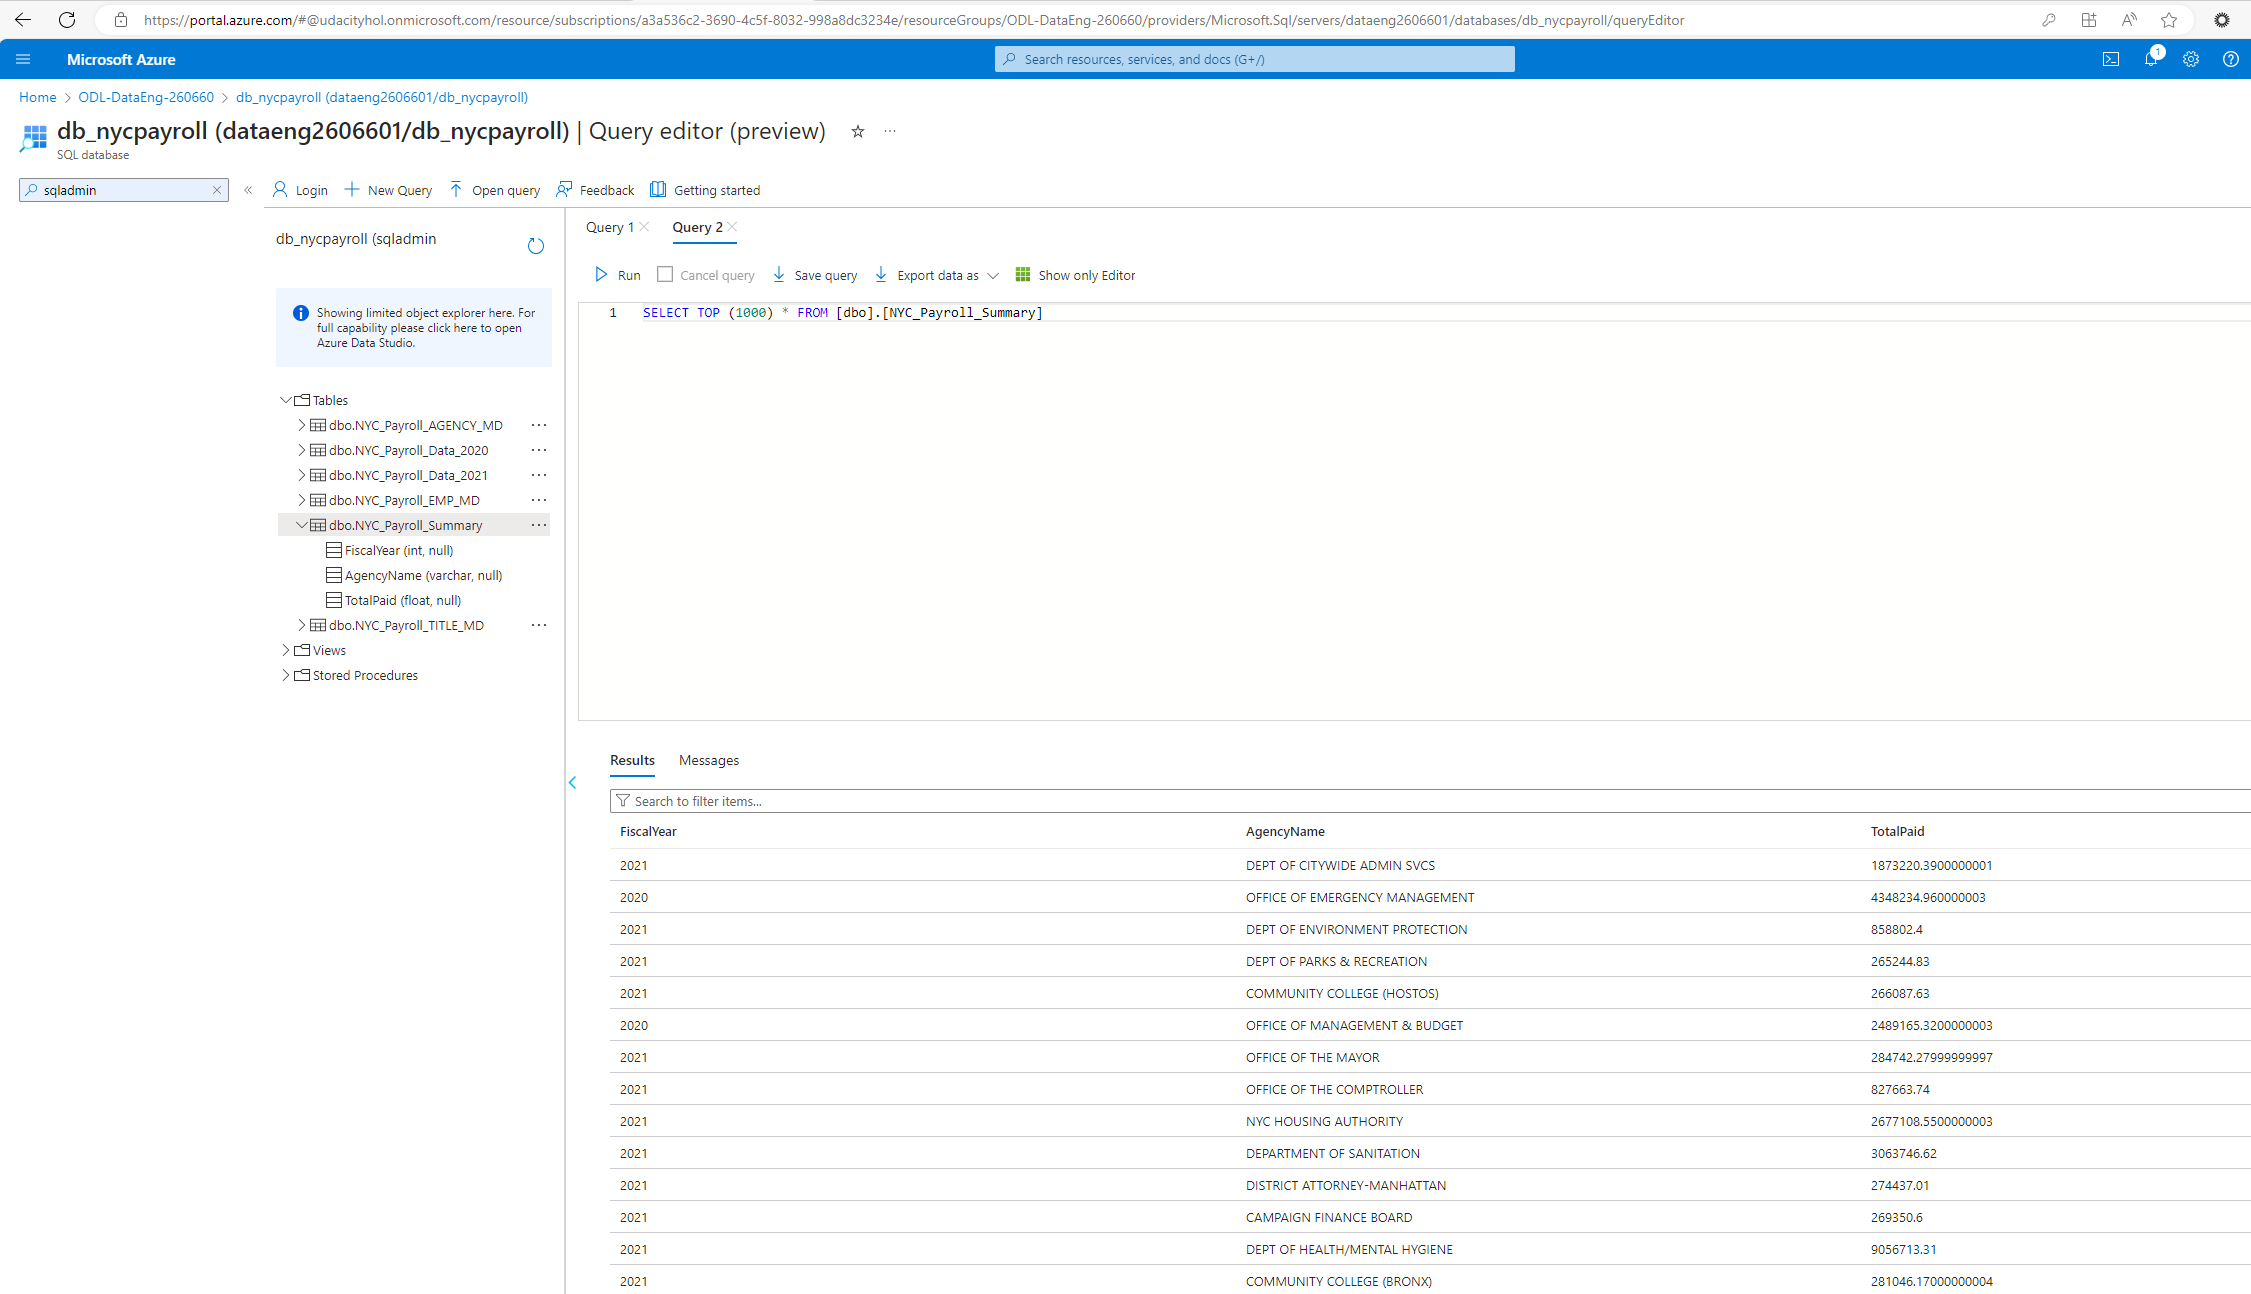 https://portal.azure.com/#@udacityhol.onmicrosoft.com/resource/subscriptions/a3a536c2-3690-4c5f-8032-998a8dc3234e/resourceGroups/ODL-DataEng-260660/providers/Microsoft.Sql/servers/dataeng2606601/databases/db_nycpayroll/queryEditor
Microsoft Azure
Search resources, services, and docs (G+/)
1
Home > ODL-DataEng-260660 > db_nycpayroll (dataeng2606601/db_nycpayroll)
db_nycpayroll (dataeng2606601/db_nycpayroll) | Query editor (preview)
SQL database
sqladmin
Login New Query Open query Feedback Getting started
db_nycpayroll (sqladmin
Showing limited object explorer here. For
full capability please click here to open
Azure Data Studio.
Tables
dbo.NYC_Payroll_AGENCY_MD
dbo.NYC_Payroll_Data_2020
dbo.NYC_Payroll_Data_2021
dbo.NYC_Payroll_EMP_MD
dbo.NYC_Payroll_Summary
FiscalYear (int, null)
AgencyName (varchar, null)
TotalPaid (float, null)
dbo.NYC_Payroll_TITLE_MD
Views
Stored Procedures
Query 1 Query 2
Run Cancel query Save query Export data as Show only Editor
1 SELECT TOP (1000) * FROM [dbo].[NYC_Payroll_Summary]
Results Messages
Search to filter items...
FiscalYear AgencyName TotalPaid
2021 DEPT OF CITYWIDE ADMIN SVCS 1873220.3900000001
2020 OFFICE OF EMERGENCY MANAGEMENT 4348234.960000003
2021 DEPT OF ENVIRONMENT PROTECTION 858802.4
2021 DEPT OF PARKS & RECREATION 265244.83
2021 COMMUNITY COLLEGE (HOSTOS) 266087.63
2020 OFFICE OF MANAGEMENT & BUDGET 2489165.3200000003
2021 OFFICE OF THE MAYOR 284742.27999999997
2021 OFFICE OF THE COMPTROLLER 827663.74
2021 NYC HOUSING AUTHORITY 2677108.5500000003
2021 DEPARTMENT OF SANITATION 3063746.62
2021 DISTRICT ATTORNEY-MANHATTAN 274437.01
2021 CAMPAIGN FINANCE BOARD 269350.6
2021 DEPT OF HEALTH/MENTAL HYGIENE 9056713.31
2021 COMMUNITY COLLEGE (BRONX) 281046.17000000004